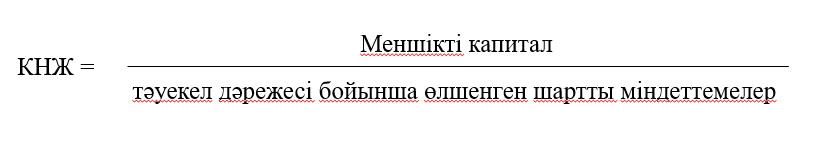 Меншікті капитал
КНЖ =
тәуекел дәрежесі бойынша өлшенген шартты міндеттемелер